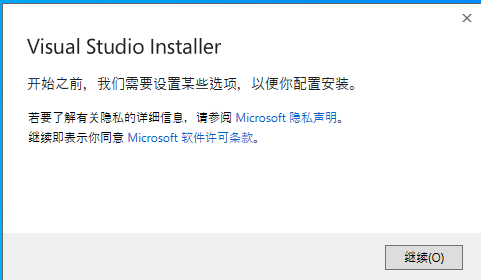 Visual Studio Installer
开始之前，我们需要设置某些选项，以便你配置安装。
若要了解有关隐私的详细信息，请参阅 Microsoft 隐私声明。
继续即表示你同意 Microsoft 软件许可条款。
继续(O)